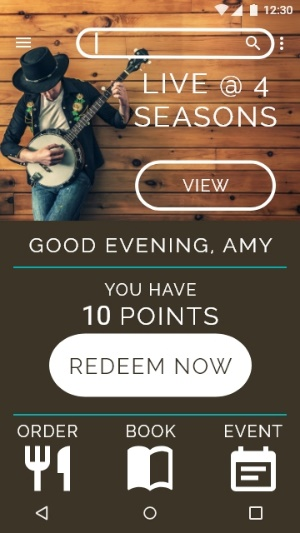 12:30
LIVE @ 4
SEASONS
VIEW
GOOD EVENING, AMY
YOU HAVE
10 POINTS
REDEEM NOW
ORDER BOOK EVENT